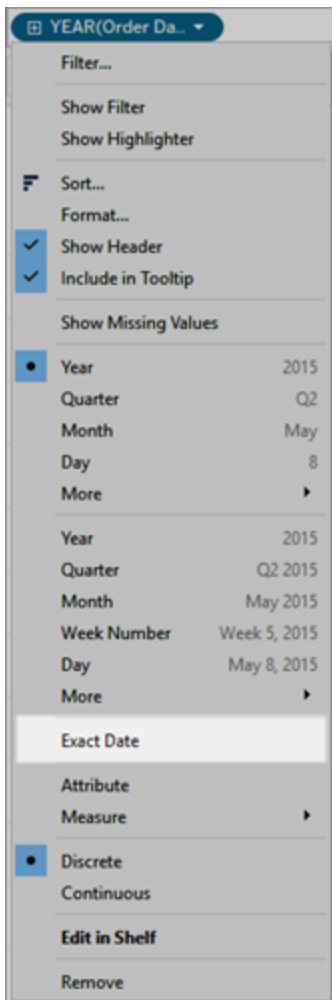 YEAR(Order Da..
Filter...
Show Filter
Show Highlighter
Sort...
Format...
Show Header
Include in Tooltip
Show Missing Values
Year 2015
Quarter Q2
Month May
Day 8
More
Year 2015
Quarter Q2 2015
Month May 2015
Week Number Week 5, 2015
Day May 8, 2015
More
Exact Date
Attribute
Measure
Discrete
Continuous
Edit in Shelf
Remove